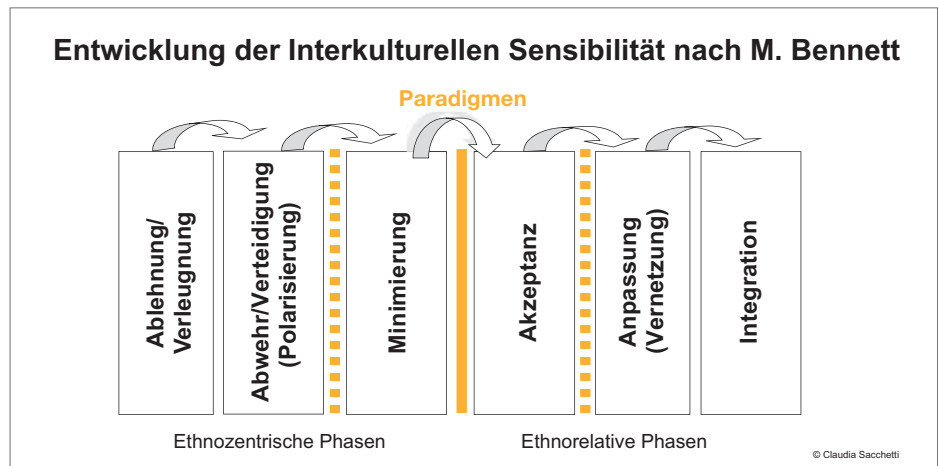 Entwicklung der Interkulturellen Sensibilität nach M. Bennett
Paradigmen
Ablehnung/
Verleugnung
Abwehr/Verteidigung
(Polarisierung)
Minimierung
Akzeptanz
Anpassung
(Vernetzung)
Integration
Ethnozentrische Phasen
Ethnorelative Phasen
© Claudia Sacchetti